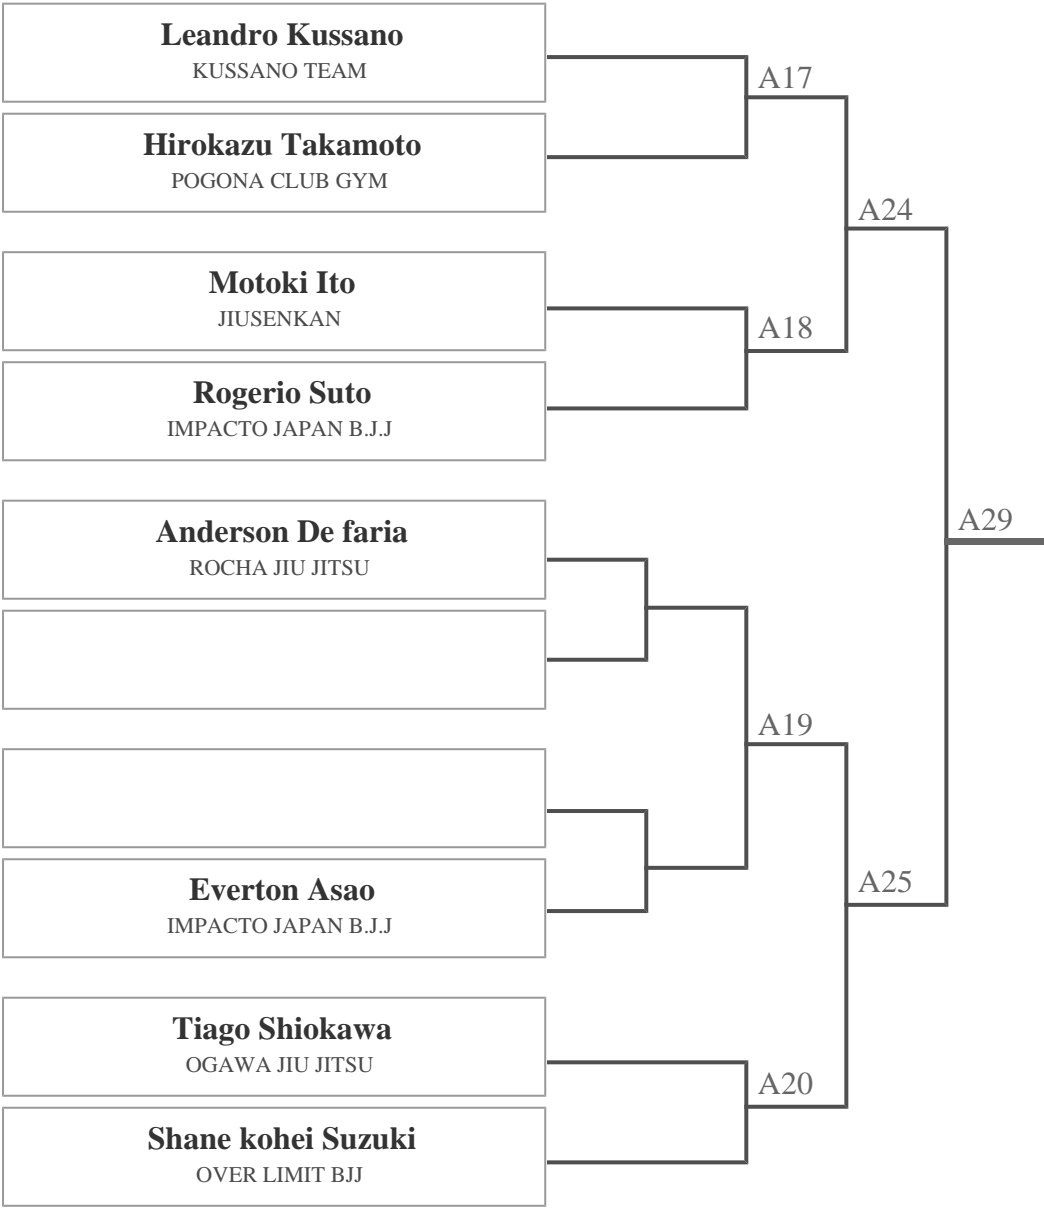 Leandro Kussano
KUSSANO TEAM
A17
Hirokazu Takamoto
POGONA CLUB GYM
A24
Motoki Ito
JIUSENKAN
A18
Rogerio Suto
IMPACTO JAPAN B.J.J
Anderson De faria
ROCHA JIU JITSU
A29
A19
Everton Asao
IMPACTO JAPAN B.J.J
A25
Tiago Shiokawa
OGAWA JIU JITSU
A20
Shane kohei Suzuki
OVER LIMIT BJJ